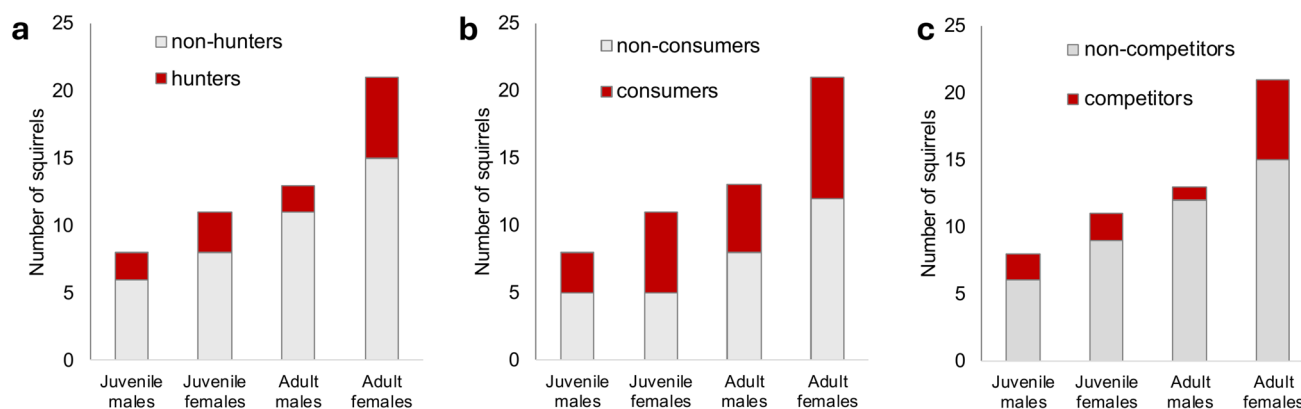 a
Number of squirrels
25
20
15
10
5
0
non-hunters
hunters
Juvenile
males
Juvenile
females
Adult
males
Adult
females
b
Number of squirrels
25
20
15
10
5
0
non-consumers
consumers
Juvenile
males
Juvenile
females
Adult
males
Adult
females
c
Number of squirrels
25
20
15
10
5
0
non-competitors
competitors
Juvenile
males
Juvenile
females
Adult
males
Adult
females